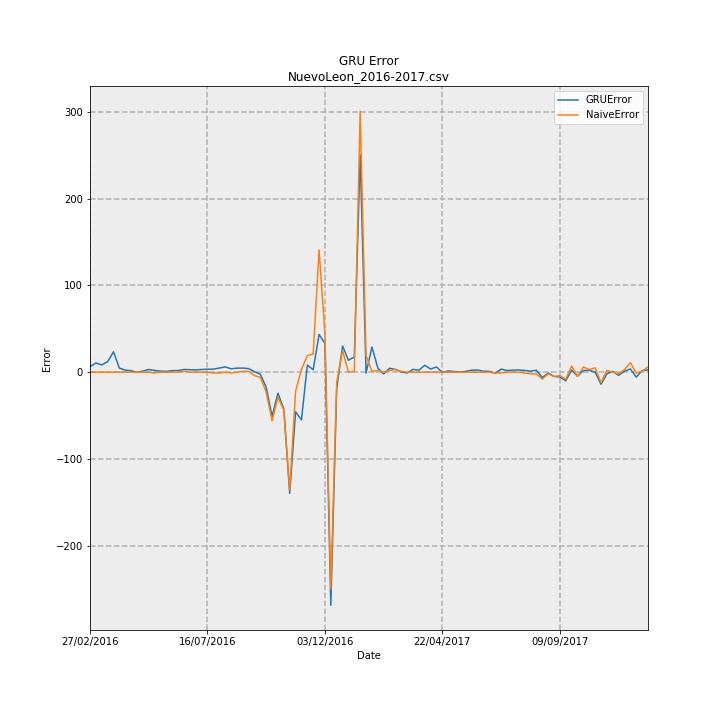 GRU Error
NuevoLeon_2016-2017.csv
GRUError
NaiveError
300
200
100
0
−100
−200
Error
27/02/2016
16/07/2016
03/12/2016
22/04/2017
09/09/2017
Date